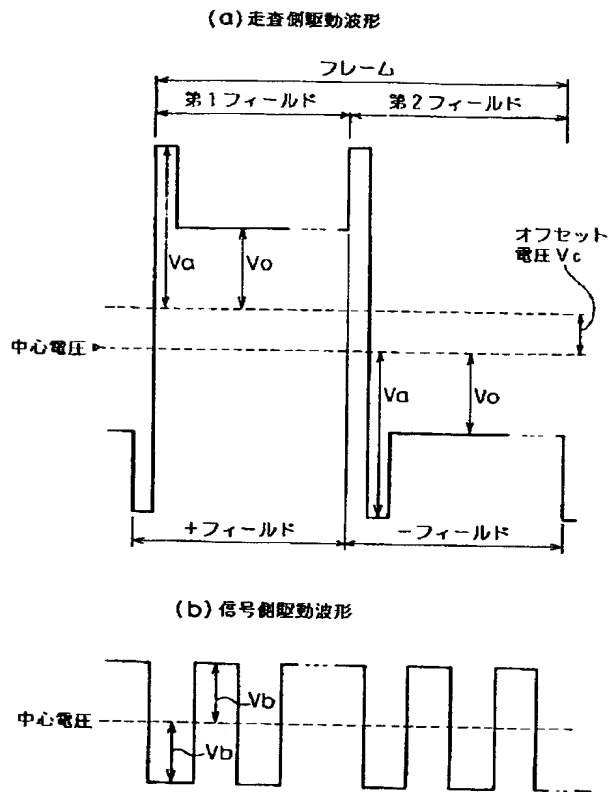 (a)走査側駆動波形
フレーム
第1フィールド
第2フィールド
オフセット
電圧Vc
Va
Vo
中心電圧
Va
Vo
+フィールド
-フィールド
(b)信号側駆動波形
Vb
中心電圧
Vb